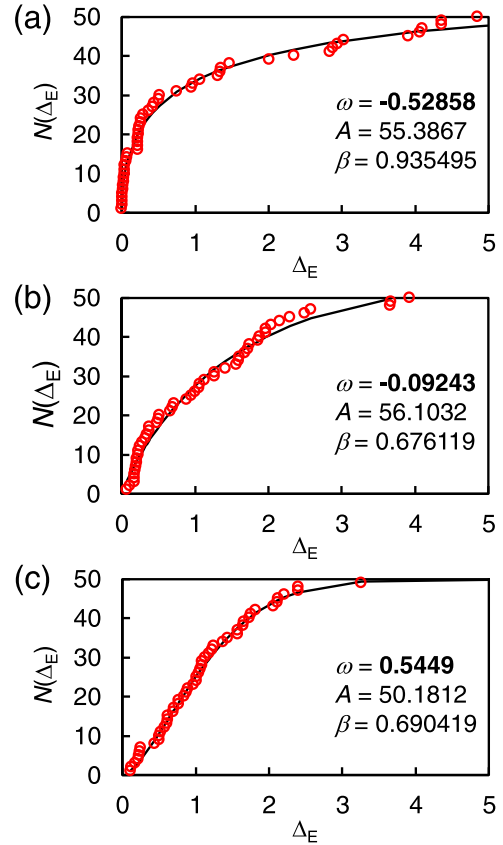 (a)
50
40
30
20
10
0
N(ΔE)
ω = -0.52858
A = 55.3867
β = 0.935495
0 1 2 3 4 5
ΔE
(b)
50
40
30
20
10
0
N(ΔE)
ω = -0.09243
A = 56.1032
β = 0.676119
0 1 2 3 4 5
ΔE
(c)
50
40
30
20
10
0
N(ΔE)
ω = 0.5449
A = 50.1812
β = 0.690419
0 1 2 3 4 5
ΔE